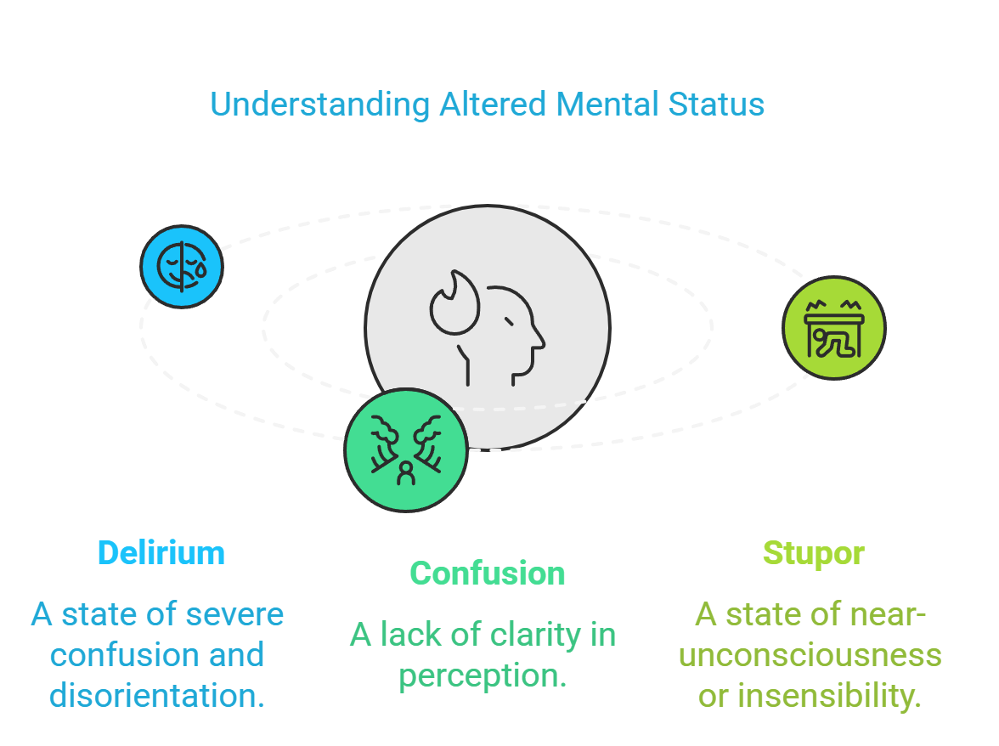 Understanding Altered Mental Status
Delirium
A state of severe
confusion and
disorientation.
Confusion
A lack of clarity in
perception.
Stupor
A state of near-
unconsciousness
or insensibility.